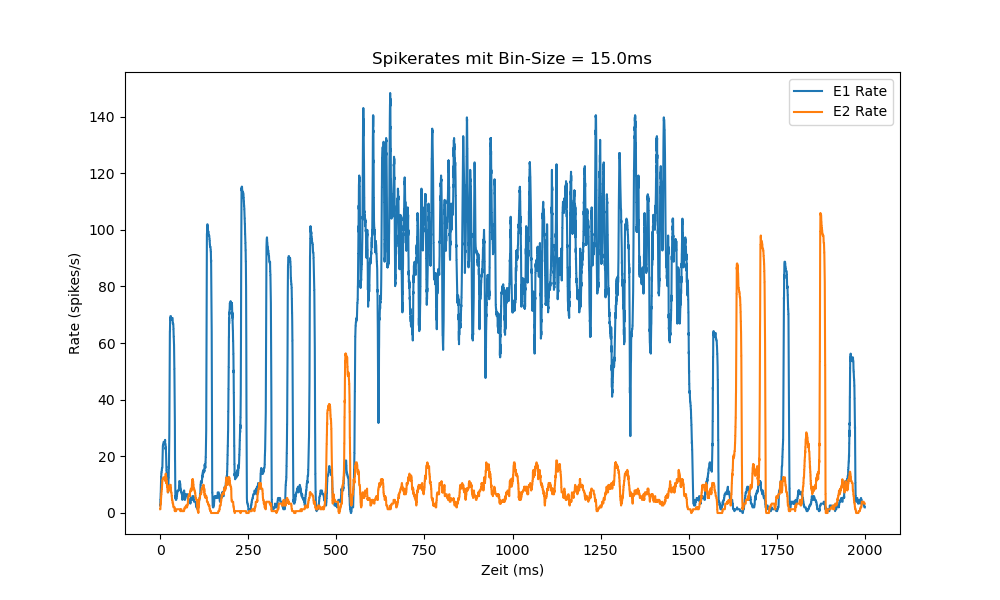 Spikerates mit Bin-Size = 15.0ms
E1 Rate
E2 Rate
Rate (spikes/s)
140
120
100
80
60
40
20
0
0 250 500 750 1000 1250 1500 1750 2000
Zeit (ms)